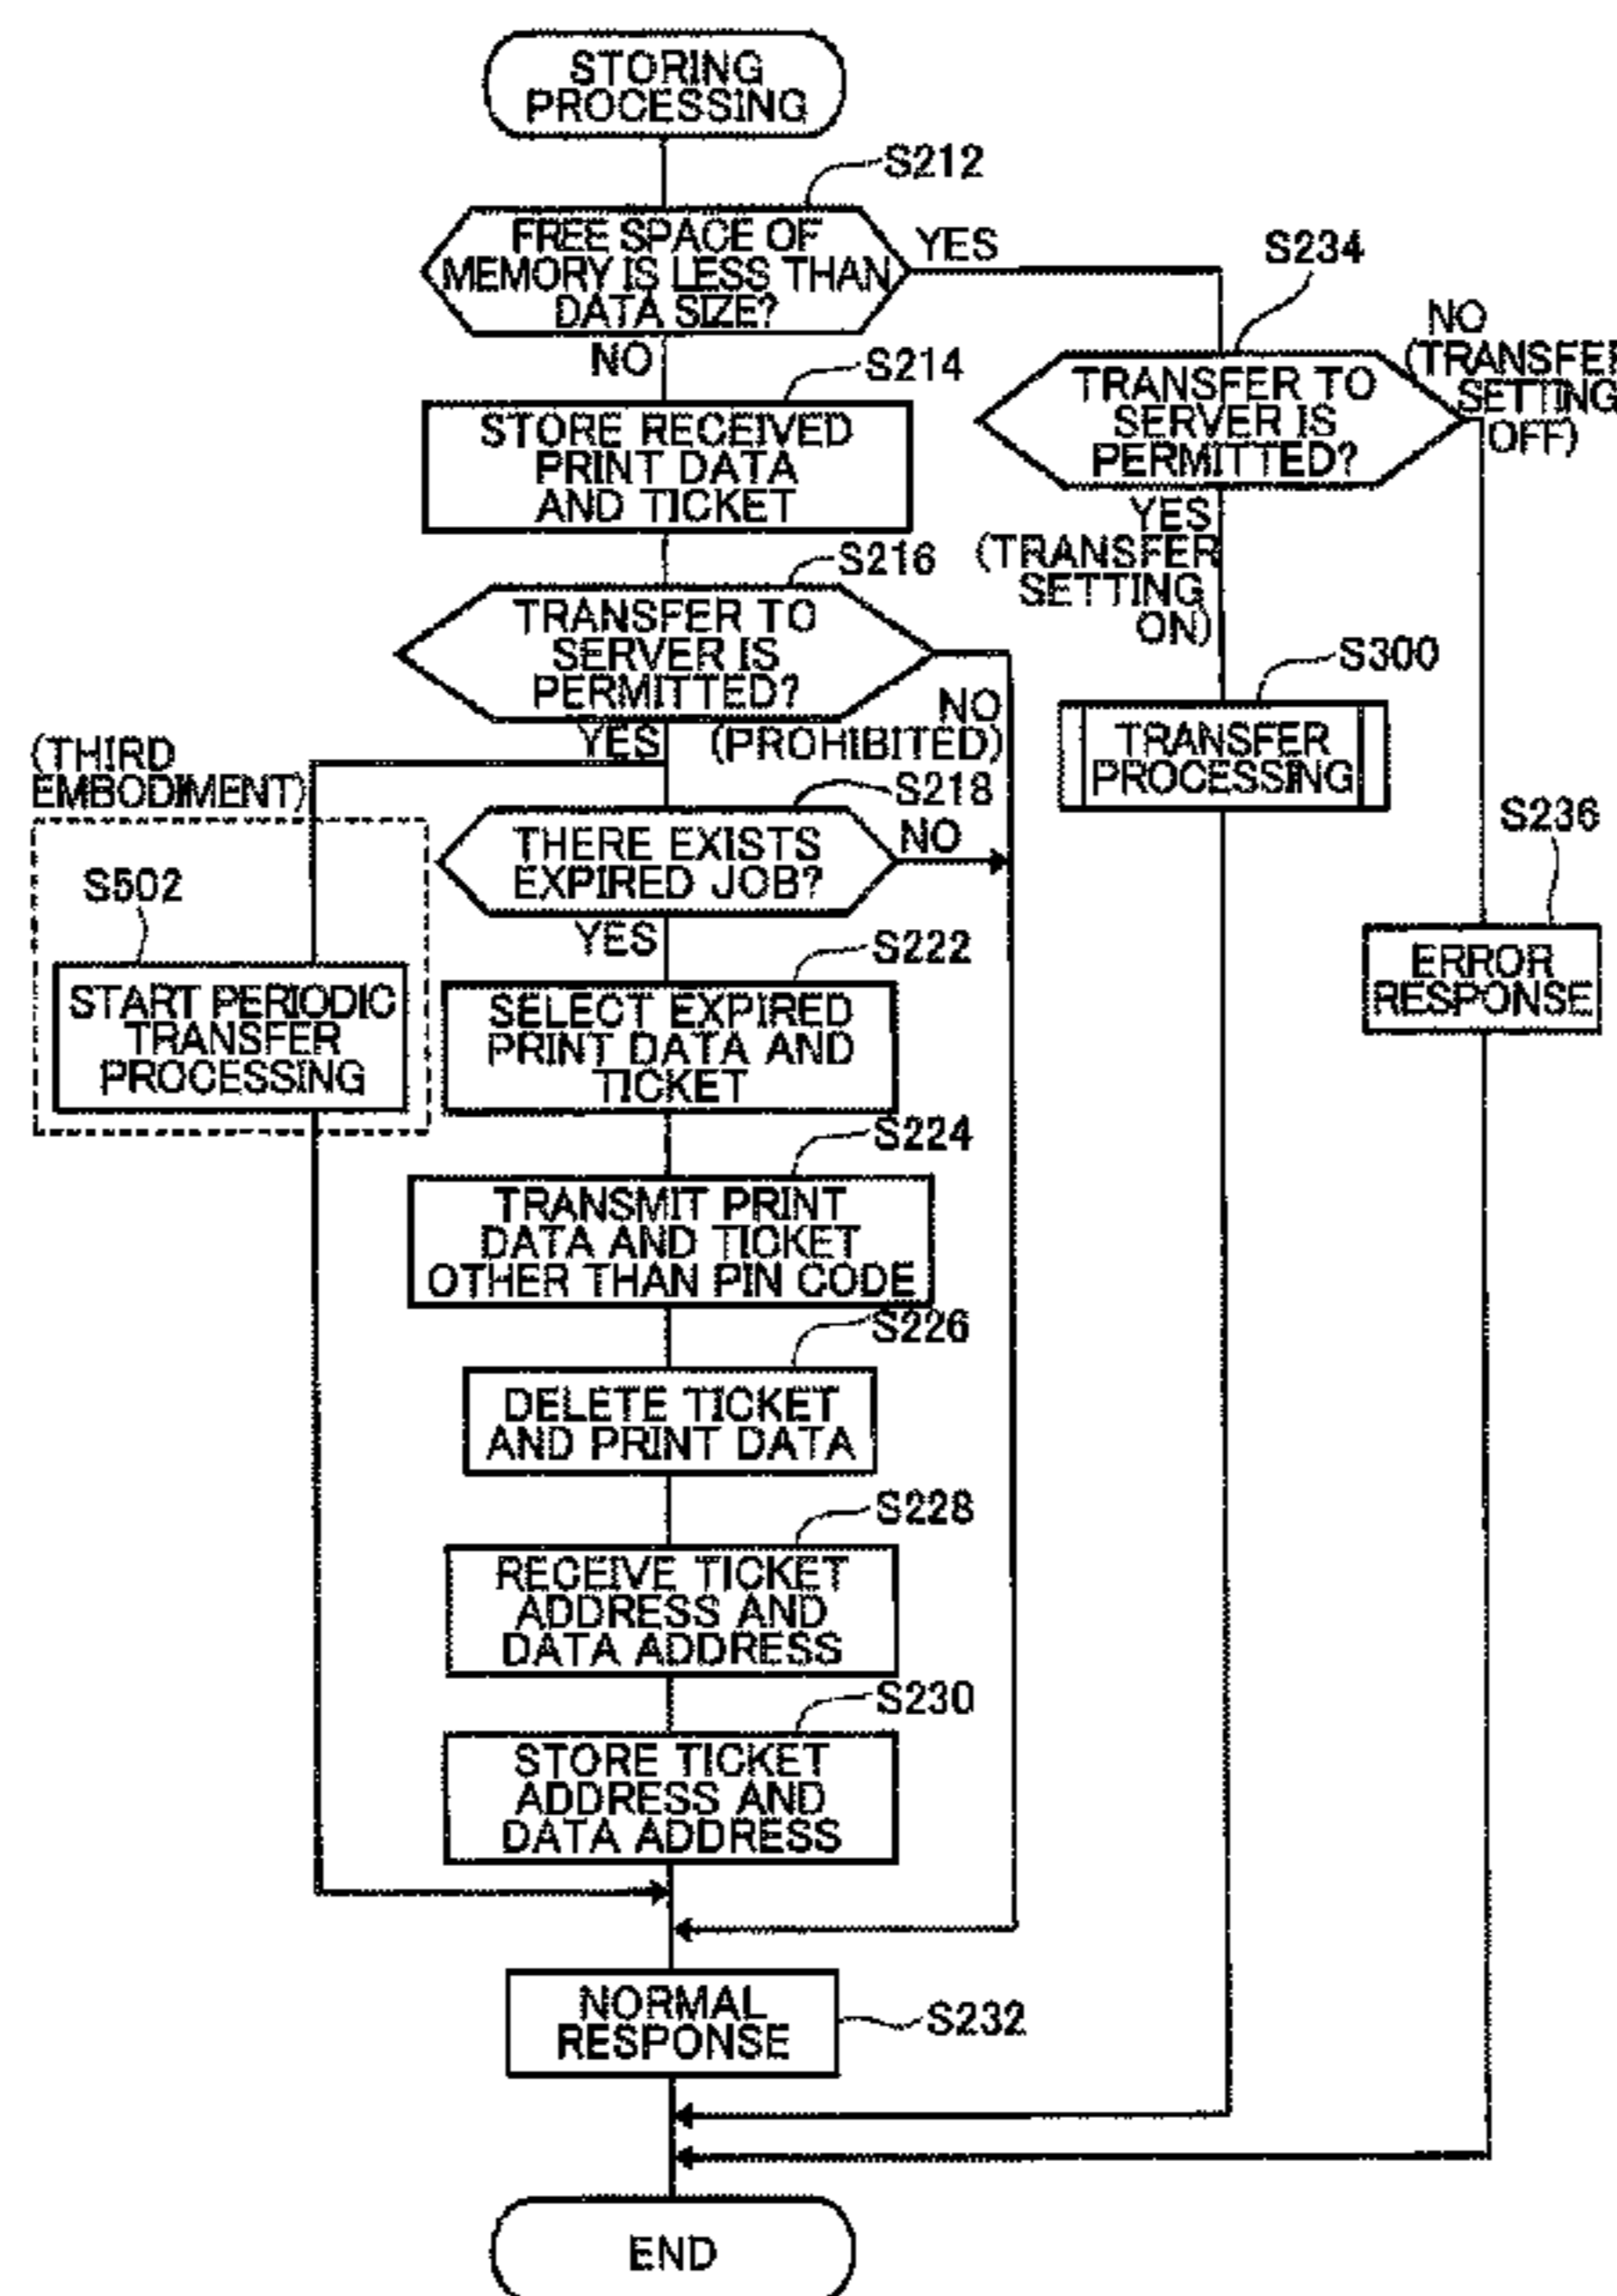 STORING
PROCESSING
S212
FREE SPACE OF
MEMORY IS LESS THAN
DATA SIZE?
YES
NO
S234
TRANSFER TO
SERVER IS
PERMITTED?
NO
(TRANSFER
SETTING
OFF)
YES
(TRANSFER
SETTING
ON)
S214
STORE RECEIVED
PRINT DATA
AND TICKET
S216
TRANSFER TO
SERVER IS
PERMITTED?
NO
(PROHIBITED)
YES
S300
TRANSFER
PROCESSING
(THIRD
EMBODIMENT)
S218
THERE EXISTS
EXPIRED JOB?
NO
YES
S236
ERROR
RESPONSE
S502
START PERIODIC
TRANSFER
PROCESSING
S222
SELECT EXPIRED
PRINT DATA AND
TICKET
S224
TRANSMIT PRINT
DATA AND TICKET
OTHER THAN PIN CODE
S226
DELETE TICKET
AND PRINT DATA
S228
RECEIVE TICKET
ADDRESS AND
DATA ADDRESS
S230
STORE TICKET
ADDRESS AND
DATA ADDRESS
NORMAL
RESPONSE
S232
END